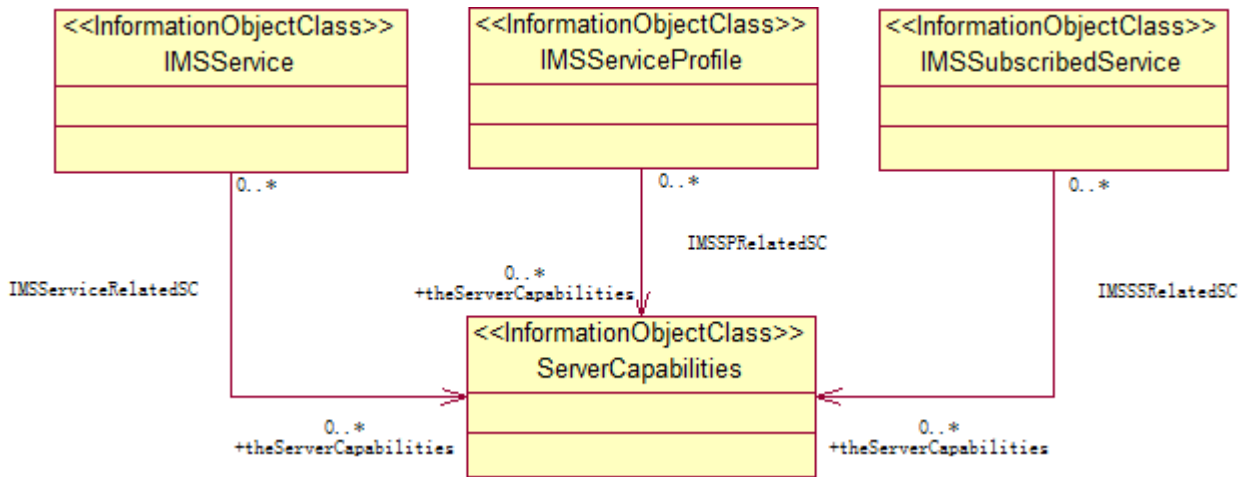 <<InformationObjectClass>>
IMSService
<<InformationObjectClass>>
IMSServiceProfile
<<InformationObjectClass>>
IMSSubscribedService
0..*
0..*
0..*
IMSServiceRelatedSC
IMSSPRelatedSC
IMSSSRelatedSC
0..*
+theServerCapabilities
<<InformationObjectClass>>
ServerCapabilities
0..*
+theServerCapabilities
0..*
+theServerCapabilities